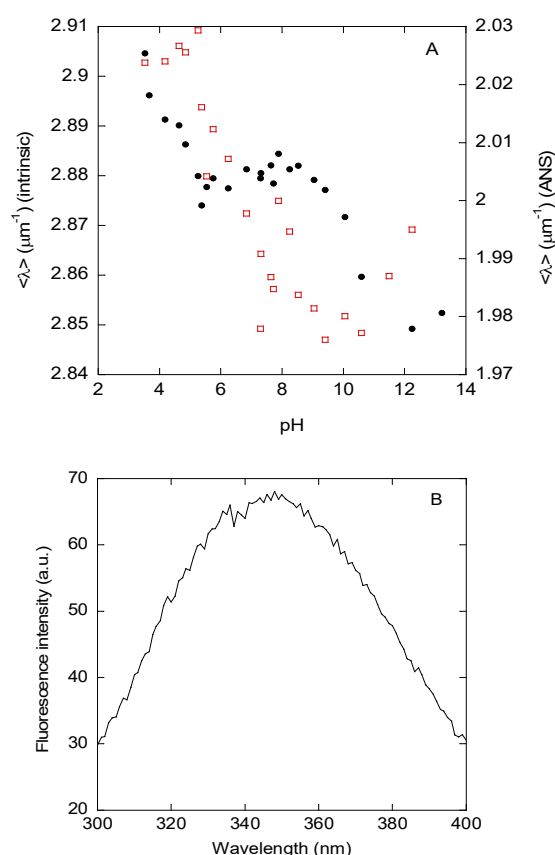 A
2.91
2.9
2.89
2.88
2.87
2.86
2.85
2.84
<λ> (μm⁻¹) (intrinsic)
2.03
2.02
2.01
2
1.99
1.98
1.97
<λ> (μm⁻¹) (ANS)
2 4 6 8 10 12 14
pH
B
70
60
50
40
30
20
Fluorescence intensity (a.u.)
300 320 340 360 380 400
Wavelength (nm)